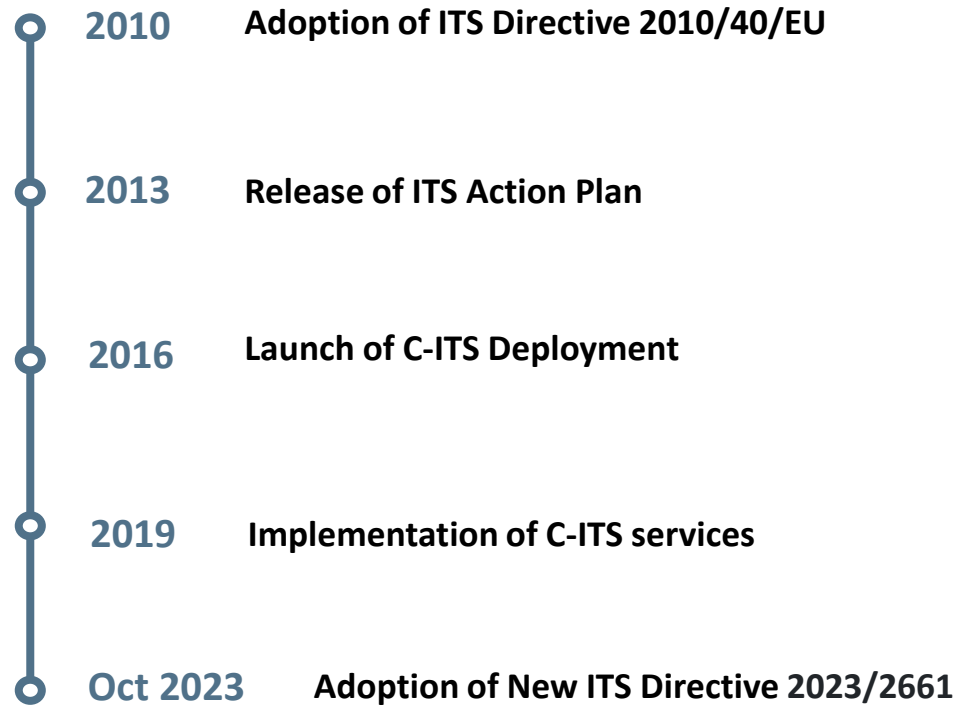 2010 Adoption of ITS Directive 2010/40/EU
2013 Release of ITS Action Plan
2016 Launch of C-ITS Deployment
2019 Implementation of C-ITS services
Oct 2023 Adoption of New ITS Directive 2023/2661